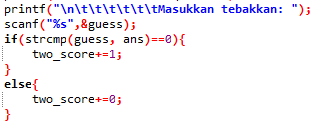 printf("\n\t\t\t\t\t\tMasukkan tebakkan: ");
scanf("%s",&guess);
if(strcmp(guess, ans)==0){
two_score+=1;
}
else{
two_score+=0;
}